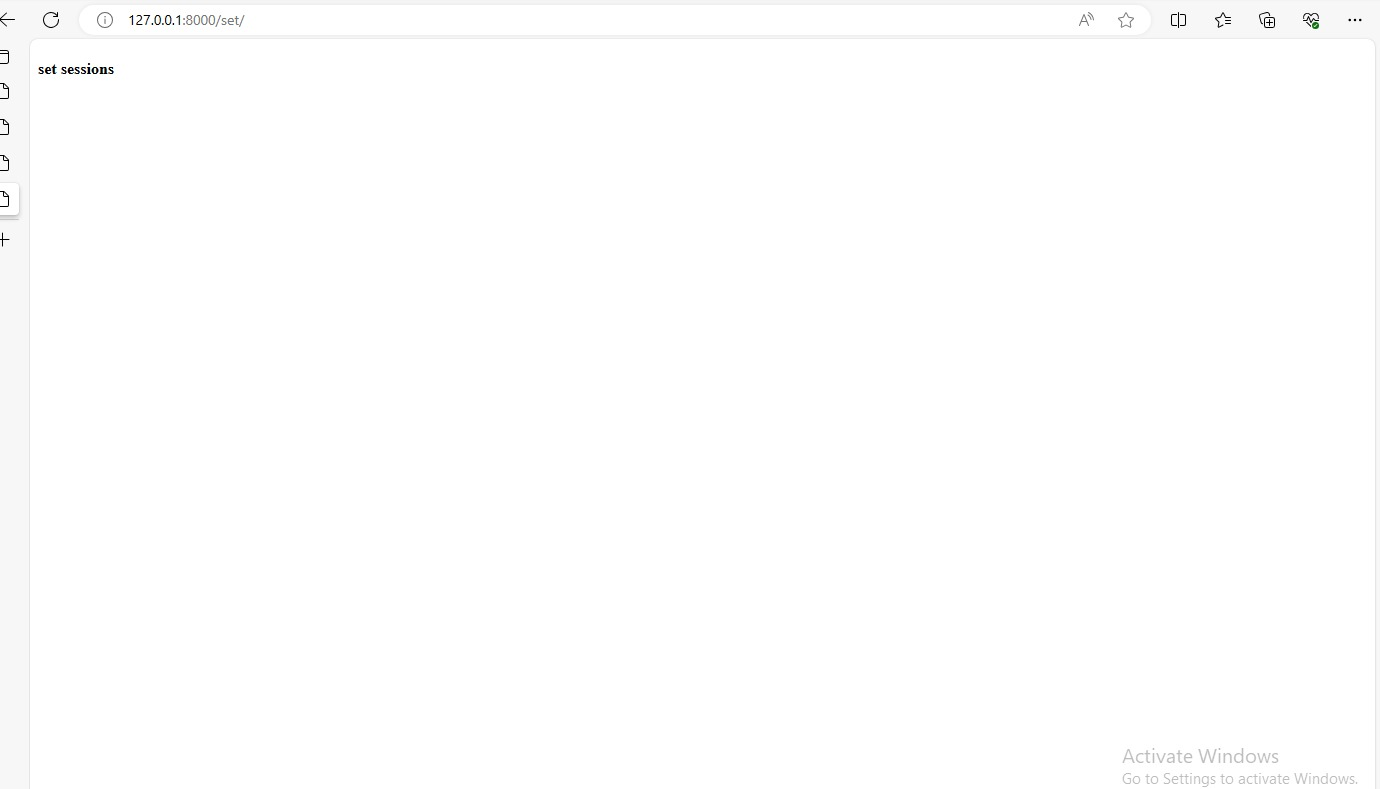 127.0.0.1:8000/set/
set sessions
Activate Windows
Go to Settings to activate Windows.